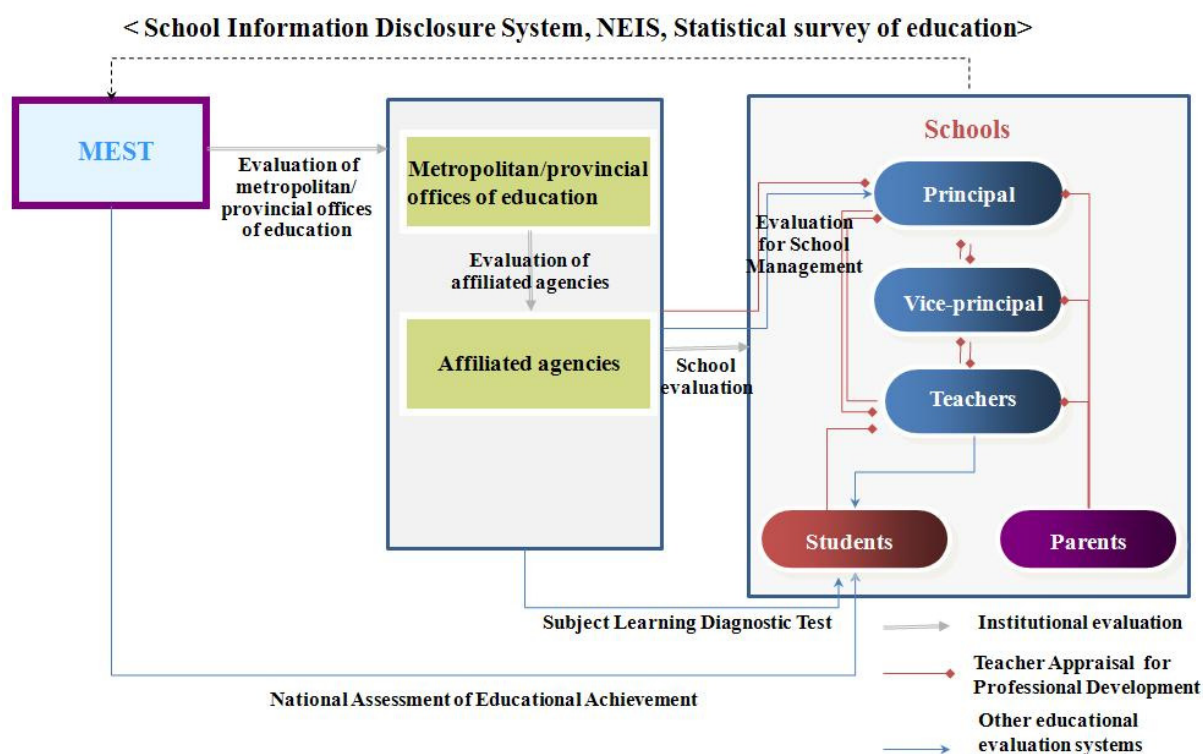 < School Information Disclosure System, NEIS, Statistical survey of education>
MEST
Evaluation of
metropolitan/
provincial offices
of education
Metropolitan/provincial
offices of education
Evaluation of
affiliated agencies
Affiliated agencies
School
evaluation
Evaluation
for School
Management
Schools
Principal
Vice-principal
Teachers
Students
Parents
Subject Learning Diagnostic Test
National Assessment of Educational Achievement
Institutional evaluation
Teacher Appraisal for
Professional Development
Other educational
evaluation systems